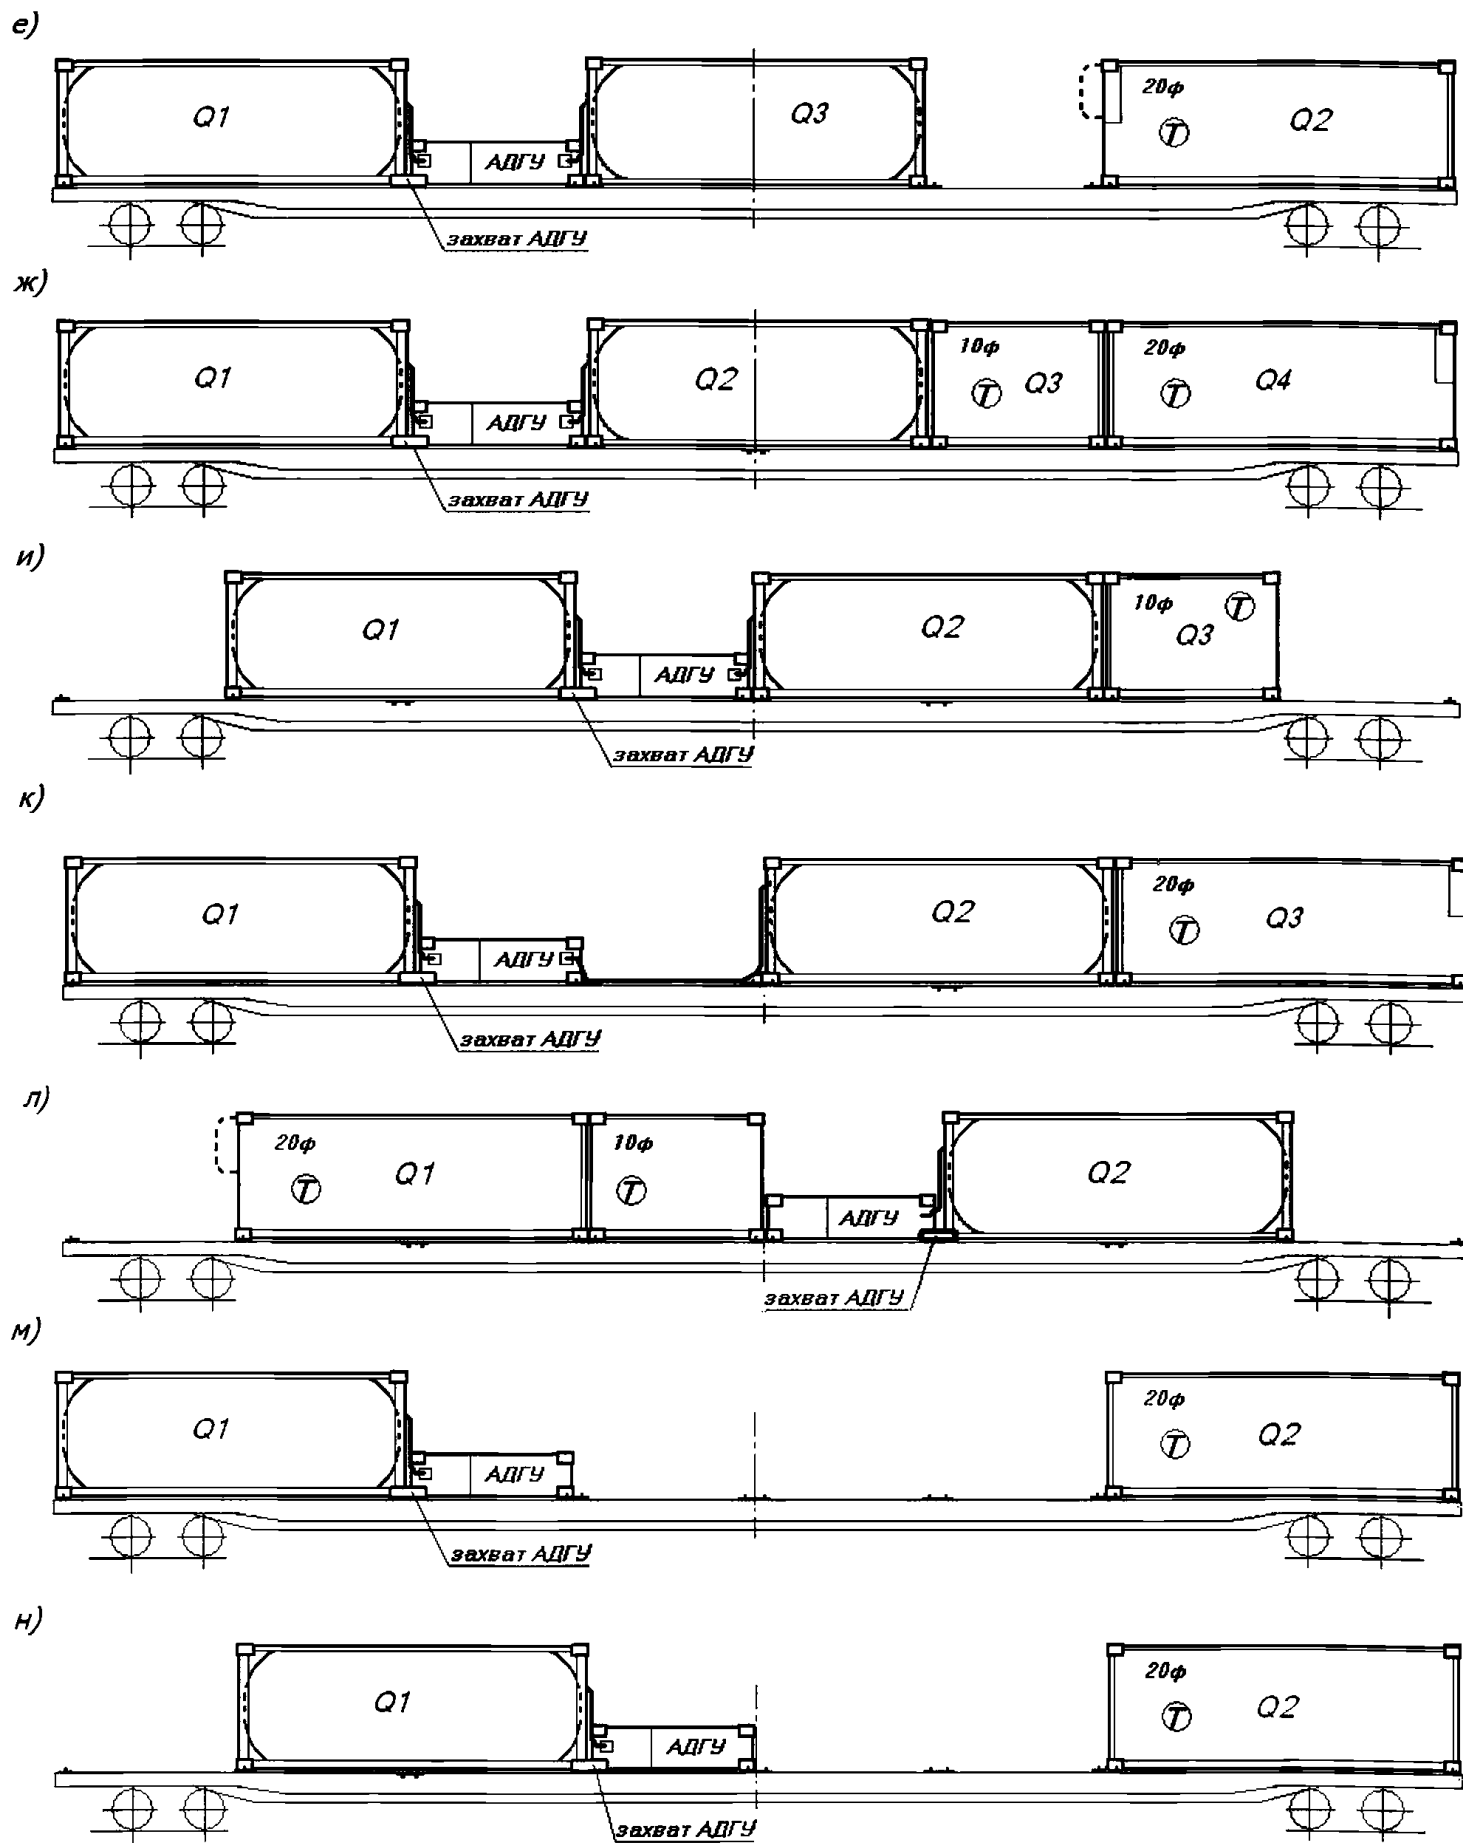 е)
Q1 АДГУ Q3 20ф Т Q2
захват АДГУ
ж)
Q1 АДГУ Q2 10ф Т Q3 20ф Т Q4
захват АДГУ
и)
Q1 АДГУ Q2 10ф Т Q3
захват АДГУ
к)
Q1 АДГУ Q2 20ф Т Q3
захват АДГУ
л)
20ф Т Q1 10ф Т АДГУ Q2
захват АДГУ
м)
Q1 АДГУ 20ф Т Q2
захват АДГУ
н)
Q1 АДГУ 20ф Т Q2
захват АДГУ